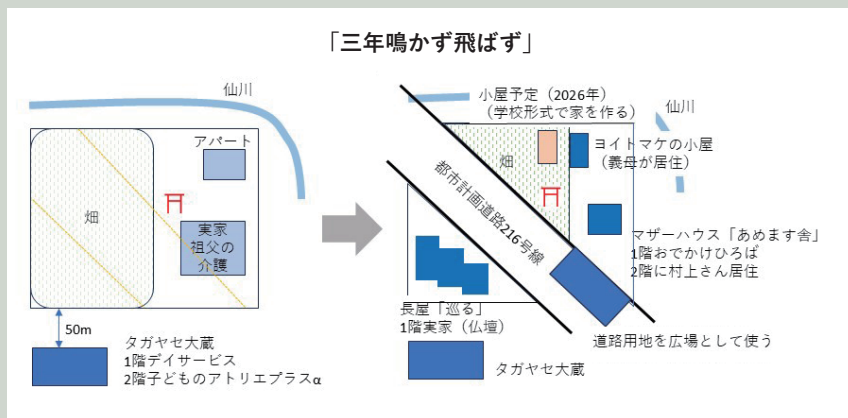 「三年鳴かず飛ばず」
仙川
アパート
畑
実家
祖父の
介護
50m
タガヤセ大蔵
1階デイサービス
2階子どものアトリエプラスα
小屋予定（2026年）
（学校形式で家を作る）
仙川
畑
ヨイトマケの小屋
（義母が居住）
都市計画道路216号線
マザーハウス「あめます舎」
1階おでかけひろば
2階に村上さん居住
長屋「巡る」
1階実家（仏壇）
道路用地を広場として使う
タガヤセ大蔵